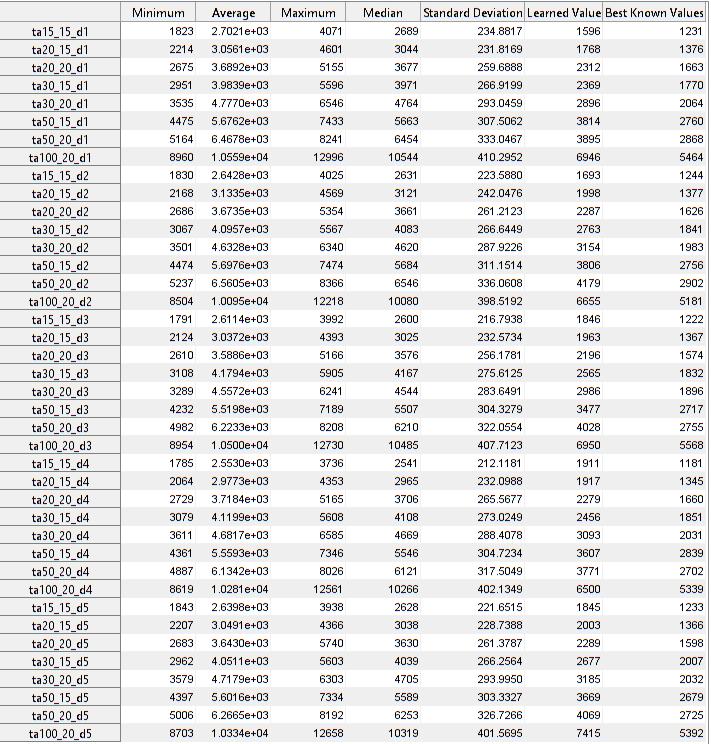 Minimum Average Maximum Median Standard Deviation Learned Value Best Known Values
ta15_15_d1 1823 2.7021e+03 4071 2689 234.8817 1596 1231
ta20_15_d1 2214 3.0561e+03 4601 3044 231.8169 1768 1376
ta20_20_d1 2675 3.6892e+03 5155 3677 259.6888 2312 1663
ta30_15_d1 2951 3.9839e+03 5596 3971 266.9199 2369 1770
ta30_20_d1 3535 4.7770e+03 6546 4764 293.0459 2896 2064
ta50_15_d1 4475 5.6762e+03 7433 5663 307.5062 3814 2760
ta50_20_d1 5164 6.4678e+03 8241 6454 333.0467 3895 2868
ta100_20_d1 8960 1.0559e+04 12996 10544 410.2952 6946 5464
ta15_15_d2 1830 2.6428e+03 4025 2631 223.5880 1693 1244
ta20_15_d2 2168 3.1335e+03 4569 3121 242.0476 1998 1377
ta20_20_d2 2686 3.6735e+03 5354 3661 261.2123 2287 1626
ta30_15_d2 3067 4.0957e+03 5567 4083 266.6449 2763 1841
ta30_20_d2 3501 4.6328e+03 6340 4620 287.9226 3154 1983
ta50_15_d2 4474 5.6976e+03 7474 5684 311.1514 3806 2756
ta50_20_d2 5237 6.5605e+03 8366 6546 336.0608 4179 2902
ta100_20_d2 8504 1.0095e+04 12218 10080 398.5192 6655 5181
ta15_15_d3 1791 2.6114e+03 3992 2600 216.7938 1846 1222
ta20_15_d3 2124 3.0372e+03 4393 3025 232.5734 1963 1367
ta20_20_d3 2610 3.5886e+03 5166 3576 256.1781 2196 1574
ta30_15_d3 3108 4.1794e+03 5905 4167 275.6125 2565 1832
ta30_20_d3 3289 4.5572e+03 6241 4544 283.6491 2986 1896
ta50_15_d3 4232 5.5198e+03 7189 5507 304.3279 3477 2717
ta50_20_d3 4982 6.2233e+03 8208 6210 322.0554 4028 2755
ta100_20_d3 8954 1.0500e+04 12730 10485 407.7123 6950 5568
ta15_15_d4 1785 2.5530e+03 3736 2541 212.1181 1911 1181
ta20_15_d4 2064 2.9773e+03 4353 2965 232.0988 1917 1345
ta20_20_d4 2729 3.7184e+03 5165 3706 265.5677 2279 1660
ta30_15_d4 3079 4.1199e+03 5608 4108 273.0249 2456 1851
ta30_20_d4 3611 4.6817e+03 6585 4669 288.4078 3093 2031
ta50_15_d4 4361 5.5593e+03 7346 5546 304.7234 3607 2839
ta50_20_d4 4887 6.1342e+03 8026 6121 317.5049 3771 2702
ta100_20_d4 8619 1.0281e+04 12561 10266 402.1349 6500 5339
ta15_15_d5 1843 2.6398e+03 3938 2628 221.6515 1845 1233
ta20_15_d5 2207 3.0491e+03 4366 3038 228.7388 2003 1366
ta20_20_d5 2683 3.6430e+03 5740 3630 261.3787 2289 1598
ta30_15_d5 2962 4.0511e+03 5603 4039 266.2564 2677 2007
ta30_20_d5 3579 4.7179e+03 6303 4705 293.9950 3185 2032
ta50_15_d5 4397 5.6016e+03 7334 5589 303.3327 3669 2679
ta50_20_d5 5006 6.2665e+03 8192 6253 326.7266 4069 2725
ta100_20_d5 8703 1.0334e+04 12658 10319 401.5695 7415 5392